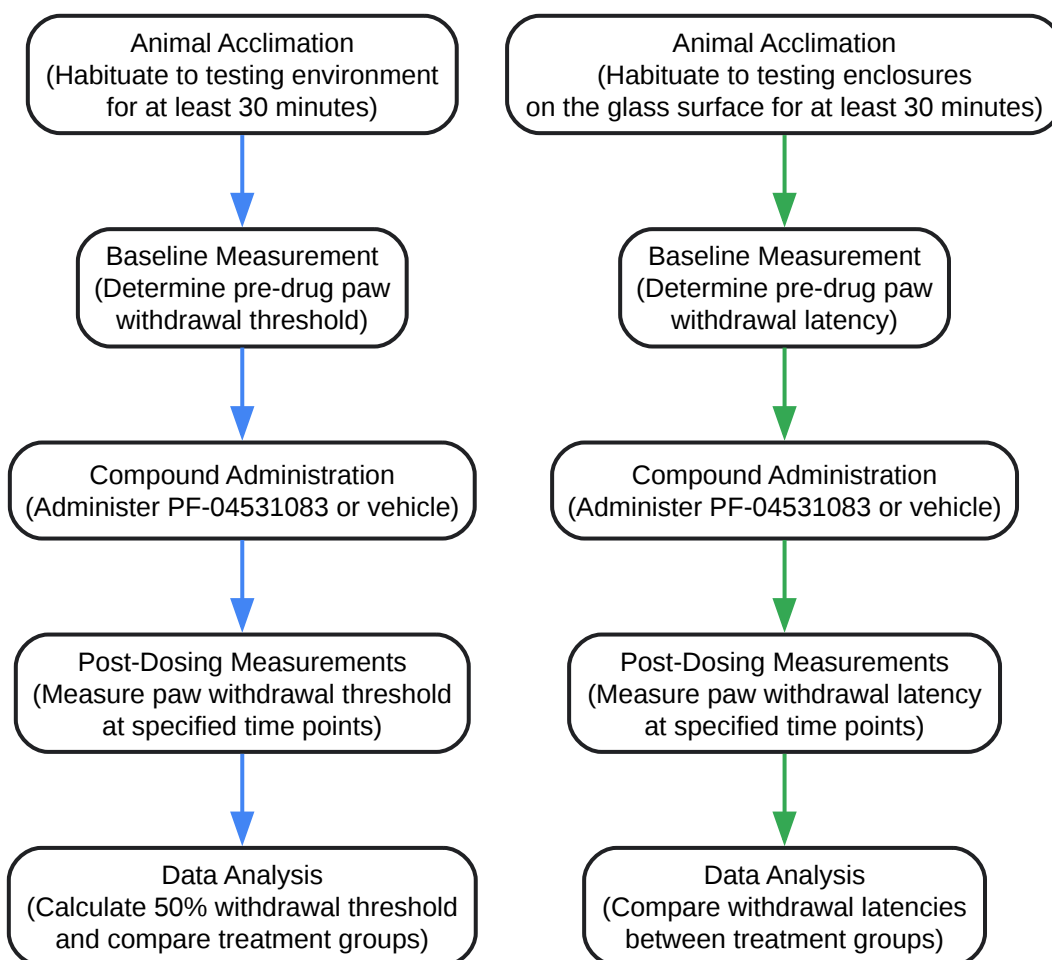 Animal Acclimation
(Habituate to testing environment
for at least 30 minutes)
Baseline Measurement
(Determine pre-drug paw
withdrawal threshold)
Compound Administration
(Administer PF-04531083 or vehicle)
Post-Dosing Measurements
(Measure paw withdrawal threshold
at specified time points)
Data Analysis
(Calculate 50% withdrawal threshold
and compare treatment groups)
Animal Acclimation
(Habituate to testing enclosures
on the glass surface for at least 30 minutes)
Baseline Measurement
(Determine pre-drug paw
withdrawal latency)
Compound Administration
(Administer PF-04531083 or vehicle)
Post-Dosing Measurements
(Measure paw withdrawal latency
at specified time points)
Data Analysis
(Compare withdrawal latencies
between treatment groups)